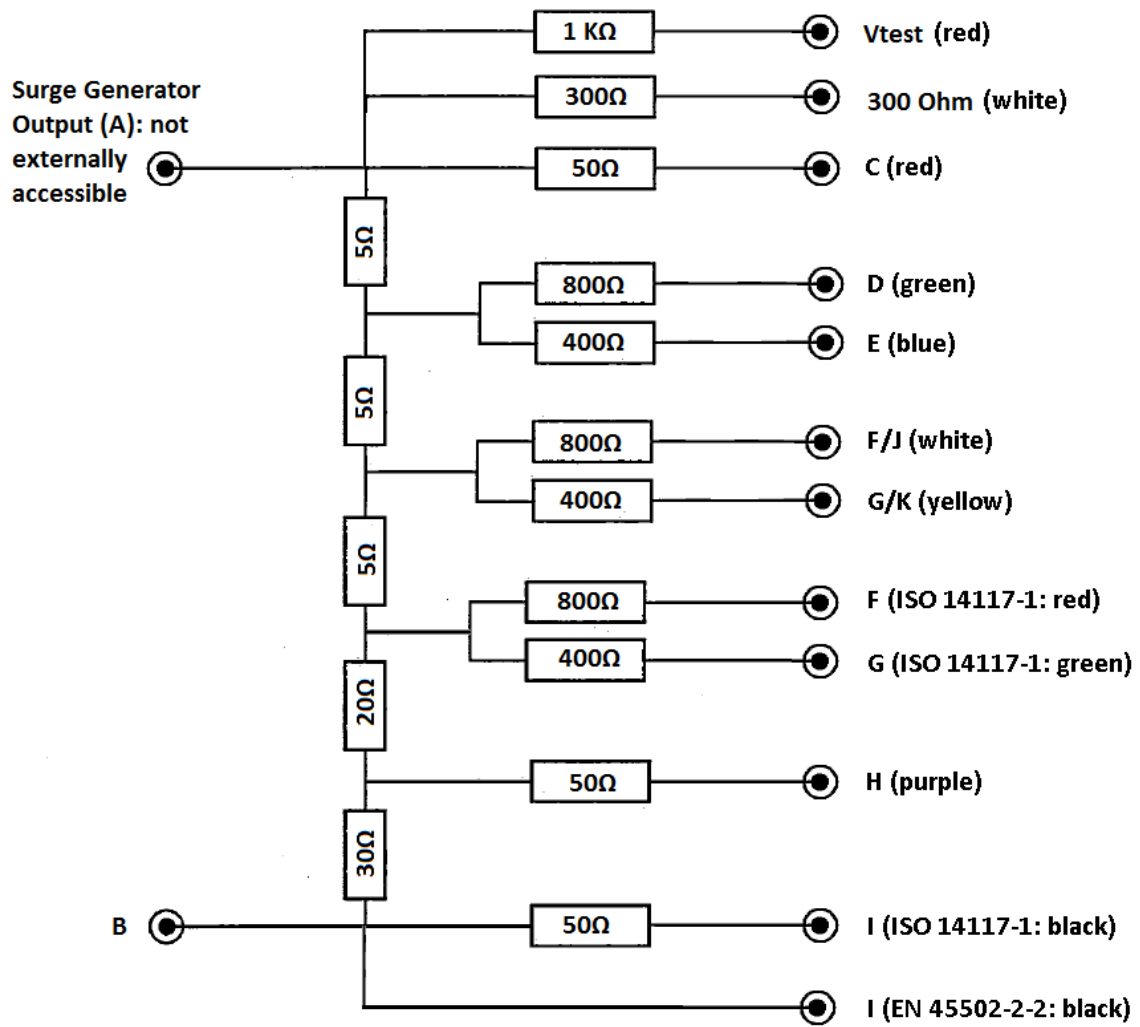 1 KΩ
Vtest (red)
Surge Generator
Output (A): not
externally
accessible
300Ω
300 Ohm (white)
50Ω
C (red)
5Ω
800Ω
D (green)
400Ω
E (blue)
5Ω
800Ω
F/J (white)
400Ω
G/K (yellow)
5Ω
800Ω
F (ISO 14117-1: red)
400Ω
G (ISO 14117-1: green)
20Ω
50Ω
H (purple)
30Ω
B
50Ω
I (ISO 14117-1: black)
I (EN 45502-2-2: black)